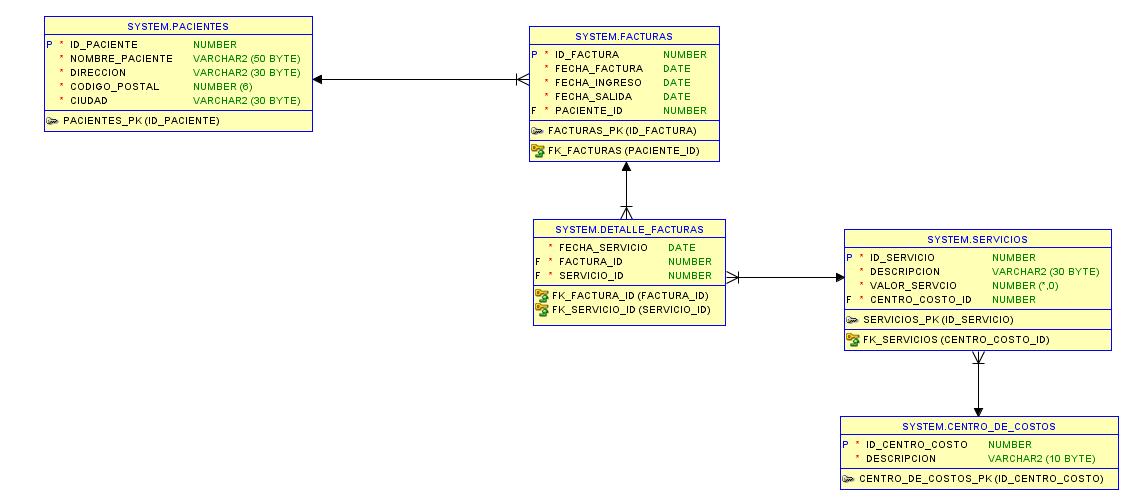 SYSTEM.PACIENTES
P * ID_PACIENTE NUMBER
* NOMBRE_PACIENTE VARCHAR2 (50 BYTE)
* DIRECCION VARCHAR2 (30 BYTE)
* CODIGO_POSTAL NUMBER (6)
* CIUDAD VARCHAR2 (30 BYTE)
PACIENTES_PK (ID_PACIENTE)
SYSTEM.FACTURAS
P * ID_FACTURA NUMBER
* FECHA_FACTURA DATE
* FECHA_INGRESO DATE
* FECHA_SALIDA DATE
F * PACIENTE_ID NUMBER
FACTURAS_PK (ID_FACTURA)
FK_FACTURAS (PACIENTE_ID)
SYSTEM.DETALLE_FACTURAS
* FECHA_SERVICIO DATE
F * FACTURA_ID NUMBER
F * SERVICIO_ID NUMBER
FK_FACTURA_ID (FACTURA_ID)
FK_SERVICIO_ID (SERVICIO_ID)
SYSTEM.SERVICIOS
P * ID_SERVICIO NUMBER
* DESCRIPCION VARCHAR2 (30 BYTE)
* VALOR_SERVCIO NUMBER (*,0)
F * CENTRO_COSTO_ID NUMBER
SERVICIOS_PK (ID_SERVICIO)
FK_SERVICIOS (CENTRO_COSTO_ID)
SYSTEM.CENTRO_DE_COSTOS
P * ID_CENTRO_COSTO NUMBER
* DESCRIPCION VARCHAR2 (10 BYTE)
CENTRO_DE_COSTOS_PK (ID_CENTRO_COSTO)